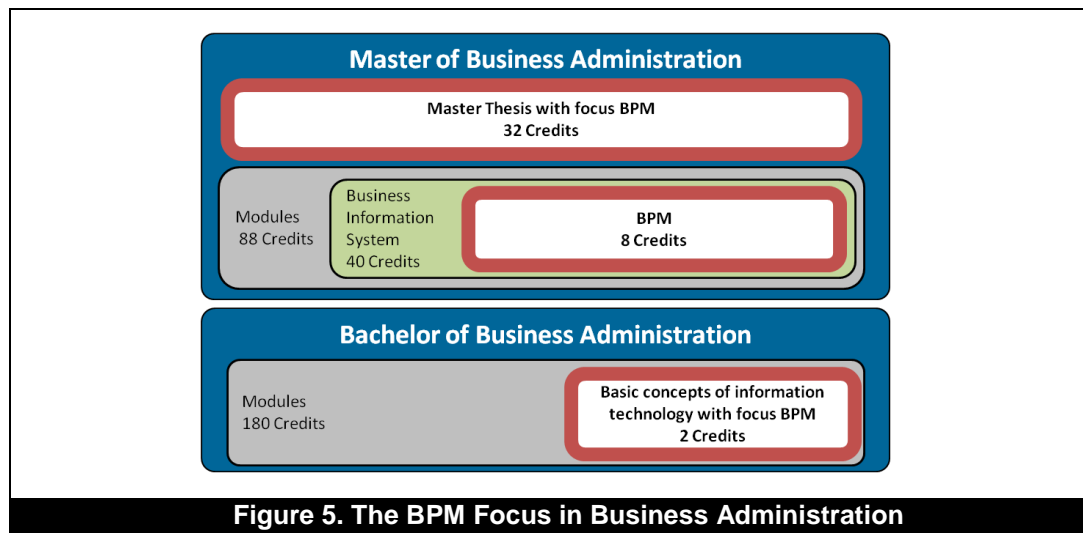 Master of Business Administration
Master Thesis with focus BPM
32 Credits
Modules
88 Credits
Business
Information
System
40 Credits
BPM
8 Credits
Bachelor of Business Administration
Modules
180 Credits
Basic concepts of information
technology with focus BPM
2 Credits
Figure 5. The BPM Focus in Business Administration